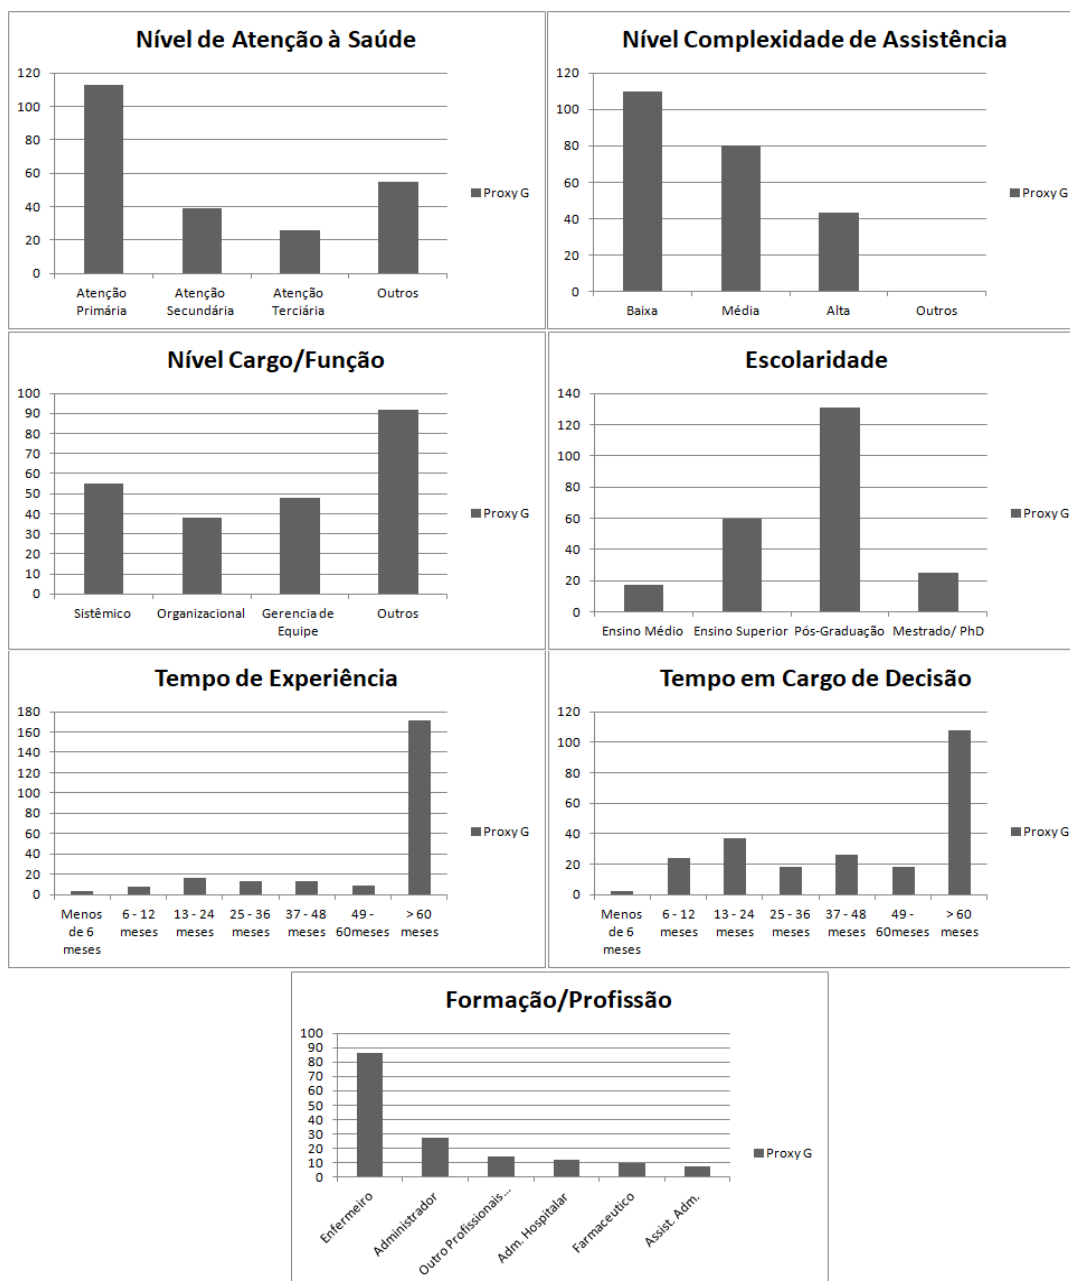 Nível de Atenção à Saúde
120
100
80
60
40
20
0
Atenção Primária
Atenção Secundária
Atenção Terciária
Outros
Proxy G
Nível Complexidade de Assistência
120
100
80
60
40
20
0
Baixa
Média
Alta
Outros
Proxy G
Nível Cargo/Função
100
90
80
70
60
50
40
30
20
10
0
Sistêmico
Organizacional
Gerencia de Equipe
Outros
Proxy G
Escolaridade
140
120
100
80
60
40
20
0
Ensino Médio
Ensino Superior
Pós-Graduação
Mestrado/ PhD
Proxy G
Tempo de Experiência
180
160
140
120
100
80
60
40
20
0
Menos de 6 meses
6 - 12 meses
13 - 24 meses
25 - 36 meses
37 - 48 meses
49 - 60meses
> 60 meses
Proxy G
Tempo em Cargo de Decisão
120
100
80
60
40
20
0
Menos de 6 meses
6 - 12 meses
13 - 24 meses
25 - 36 meses
37 - 48 meses
49 - 60meses
> 60 meses
Proxy G
Formação/Profissão
100
90
80
70
60
50
40
30
20
10
0
Enfermeiro
Administrador
Outro Profissionais...
Adm. Hospitalar
Farmaceutico
Assist. Adm.
Proxy G